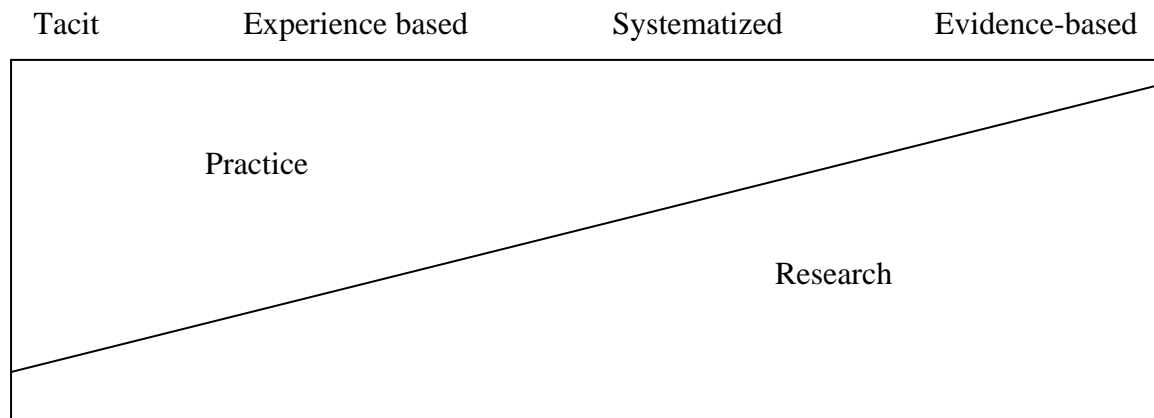 Tacit Experience based Systematized Evidence-based
Practice
Research